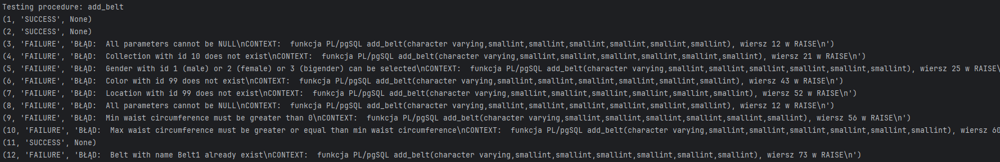 Testing procedure: add_belt
(1, 'SUCCESS', None)
(2, 'SUCCESS', None)
(3, 'FAILURE', 'BŁĄD:  All parameters cannot be NULL\nCONTEXT:  funkcja PL/pgSQL add_belt(character varying,smallint,smallint,smallint,smallint,smallint,smallint), wiersz 12 w RAISE\n')
(4, 'FAILURE', 'BŁĄD:  Collection with id 10 does not exist\nCONTEXT:  funkcja PL/pgSQL add_belt(character varying,smallint,smallint,smallint,smallint,smallint,smallint), wiersz 21 w RAISE\n')
(5, 'FAILURE', 'BŁĄD:  Gender with id 1 (male) or 2 (female) or 3 (bigender) can be selected\nCONTEXT:  funkcja PL/pgSQL add_belt(character varying,smallint,smallint,smallint,smallint,smallint,smallint), wiersz 25 w RAISE\
(6, 'FAILURE', 'BŁĄD:  Color with id 99 does not exist\nCONTEXT:  funkcja PL/pgSQL add_belt(character varying,smallint,smallint,smallint,smallint,smallint,smallint), wiersz 43 w RAISE\n')
(7, 'FAILURE', 'BŁĄD:  Location with id 99 does not exist\nCONTEXT:  funkcja PL/pgSQL add_belt(character varying,smallint,smallint,smallint,smallint,smallint,smallint), wiersz 52 w RAISE\n')
(8, 'FAILURE', 'BŁĄD:  All parameters cannot be NULL\nCONTEXT:  funkcja PL/pgSQL add_belt(character varying,smallint,smallint,smallint,smallint,smallint,smallint), wiersz 12 w RAISE\n')
(9, 'FAILURE', 'BŁĄD:  Min waist circumference must be greater than 0\nCONTEXT:  funkcja PL/pgSQL add_belt(character varying,smallint,smallint,smallint,smallint,smallint,smallint), wiersz 56 w RAISE\n')
(10, 'FAILURE', 'BŁĄD:  Max waist circumference must be greater or equal than min waist circumference\nCONTEXT:  funkcja PL/pgSQL add_belt(character varying,smallint,smallint,smallint,smallint,smallint,smallint), wiersz 60
(11, 'SUCCESS', None)
(12, 'FAILURE', 'BŁĄD:  Belt with name Belt1 already exist\nCONTEXT:  funkcja PL/pgSQL add_belt(character varying,smallint,smallint,smallint,smallint,smallint,smallint), wiersz 73 w RAISE\n')